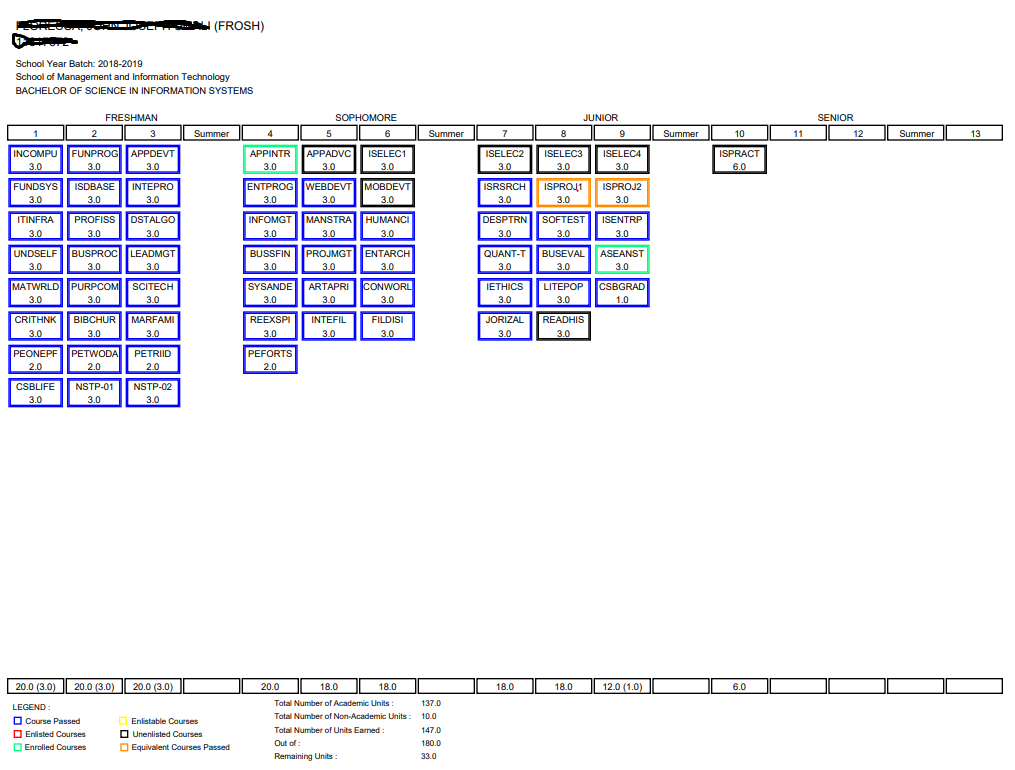 (FROSH)
School Year Batch: 2018-2019
School of Management and Information Technology
BACHELOR OF SCIENCE IN INFORMATION SYSTEMS
FRESHMAN SOPHOMORE JUNIOR SENIOR
1 2 3 Summer 4 5 6 Summer 7 8 9 Summer 10 11 12 Summer 13
INCOMPU FUNPROG APPDEVT APPINTR APPADVC ISELEC1 ISELEC2 ISELEC3 ISELEC4 ISPRACT
3.0 3.0 3.0 3.0 3.0 3.0 3.0 3.0 3.0 6.0
FUNDSYS ISDBASE INTEPRO ENTPROG WEBDEVT MOBDEVT ISRSRCH ISPROJ1 ISPROJ2
3.0 3.0 3.0 3.0 3.0 3.0 3.0 3.0 3.0
ITINFRA PROFISS DSTALGO INFOMGT MANSTRA HUMANCI DESPTRN SOFTEST ISENTRP
3.0 3.0 3.0 3.0 3.0 3.0 3.0 3.0 3.0
UNDSELF BUSPROC LEADMGT BUSSFIN PROJMGT ENTARCH QUANT-T BUSEVAL ASEANST
3.0 3.0 3.0 3.0 3.0 3.0 3.0 3.0 3.0
MATWRLD PURPCOM SCITECH SYSANDE ARTAPRI CONWORL IETHICS LITEPOP CSBGRAD
3.0 3.0 3.0 3.0 3.0 3.0 3.0 3.0 1.0
CRITHNK BIBCHUR MARFAMI REEXSPI INTEFIL FILDISI JORIZAL READHIS
3.0 3.0 3.0 3.0 3.0 3.0 3.0 3.0
PEONEPF PETWODA PETRIID PEFORTS
2.0 2.0 2.0 2.0
CSBLIFE NSTP-01 NSTP-02
3.0 3.0 3.0
20.0 (3.0) 20.0 (3.0) 20.0 (3.0) 20.0 18.0 18.0 18.0 18.0 12.0 (1.0) 6.0
LEGEND :
Course Passed Enlistable Courses
Enlisted Courses Unenlisted Courses
Enrolled Courses Equivalent Courses Passed
Total Number of Academic Units : 137.0
Total Number of Non-Academic Units : 10.0
Total Number of Units Earned : 147.0
Out of : 180.0
Remaining Units : 33.0